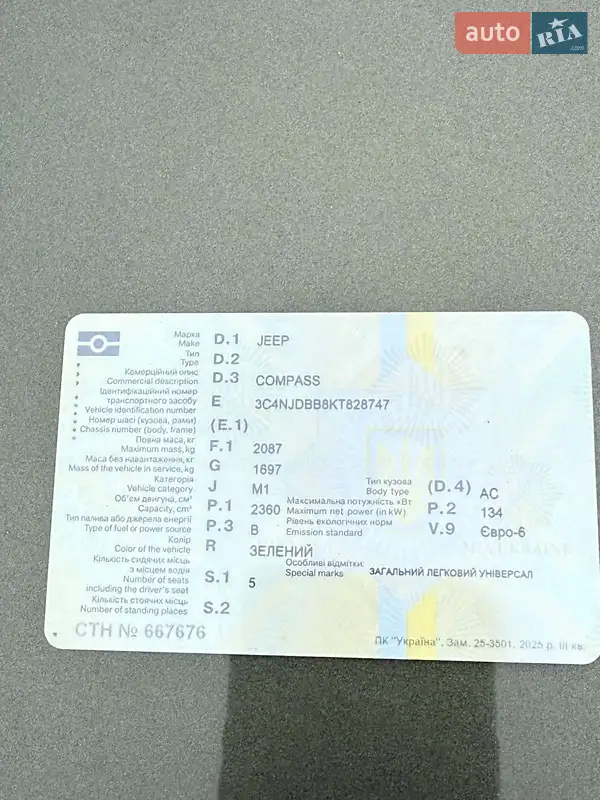 auto RIA .com
Марка
Make D.1 JEEP
Тип
Type D.2
Комерційний опис
Commercial description D.3 COMPASS
Ідентифікаційний номер
транспортного засобу
Vehicle identification number E 3C4NJDBB8KT828747
Номер шасі (кузова, рами)
Chassis number (body, frame) (E.1)
Повна маса, кг
Maximum mass, kg F.1 2087
Маса без навантаження, кг
Mass of the vehicle in service, kg G 1697
Категорія
Vehicle category J M1
Тип кузова
Body type (D.4) AC
Об'єм двигуна, см³
Capacity, cm³ P.1 2360
Максимальна потужність кВт
Maximum net power (in kW) P.2 134
Тип палива або джерела енергії
Type of fuel or power source P.3 B
Рівень екологічних норм
Emission standard V.9 Євро-6
Колір
Color of the vehicle R ЗЕЛЕНИЙ
Кількість сидячих місць
з місцем водія
Number of seats
including the driver's seat S.1 5
Особливі відмітки:
Special marks ЗАГАЛЬНИЙ ЛЕГКОВИЙ УНІВЕРСАЛ
Кількість стоячих місць
Number of standing places S.2
СТН № 667676
ПК "Україна". Зам. 25-3501. 2025 р. III кв.